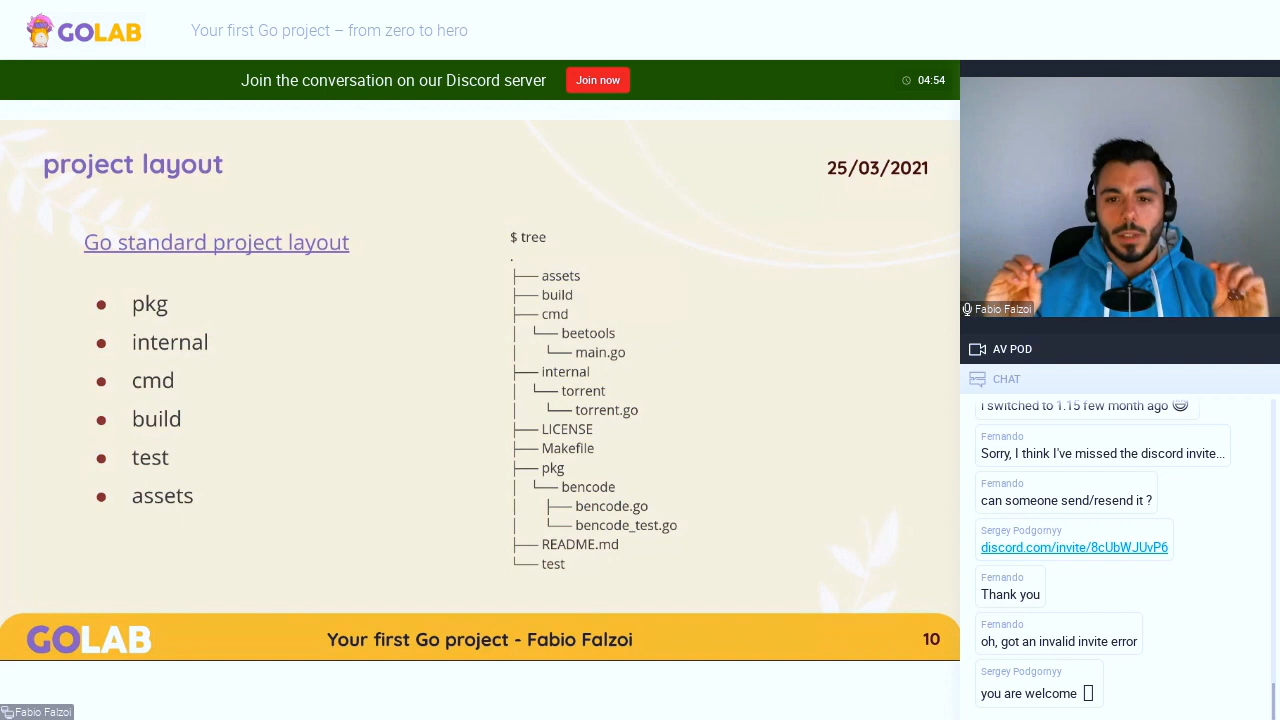 GOLAB
Your first Go project – from zero to hero
Join the conversation on our Discord server
Join now
04:54
project layout
25/03/2021
Go standard project layout
● pkg
● internal
● cmd
● build
● test
● assets
$ tree
.
├── assets
├── build
├── cmd
│   └── beetools
│       └── main.go
├── internal
│   └── torrent
│       └── torrent.go
├── LICENSE
├── Makefile
├── pkg
│   └── bencode
│       ├── bencode.go
│       └── bencode_test.go
├── README.md
└── test
GOLAB
Your first Go project - Fabio Falzoi
10
Fabio Falzoi
Fabio Falzoi
AV POD
CHAT
I switched to 1.15 few month ago 😅
Fernando
Sorry, I think I've missed the discord invite...
Fernando
can someone send/resend it ?
Sergey Podgornyy
discord.com/invite/8cUbWJUvP6
Fernando
Thank you
Fernando
oh, got an invalid invite error
Sergey Podgornyy
you are welcome